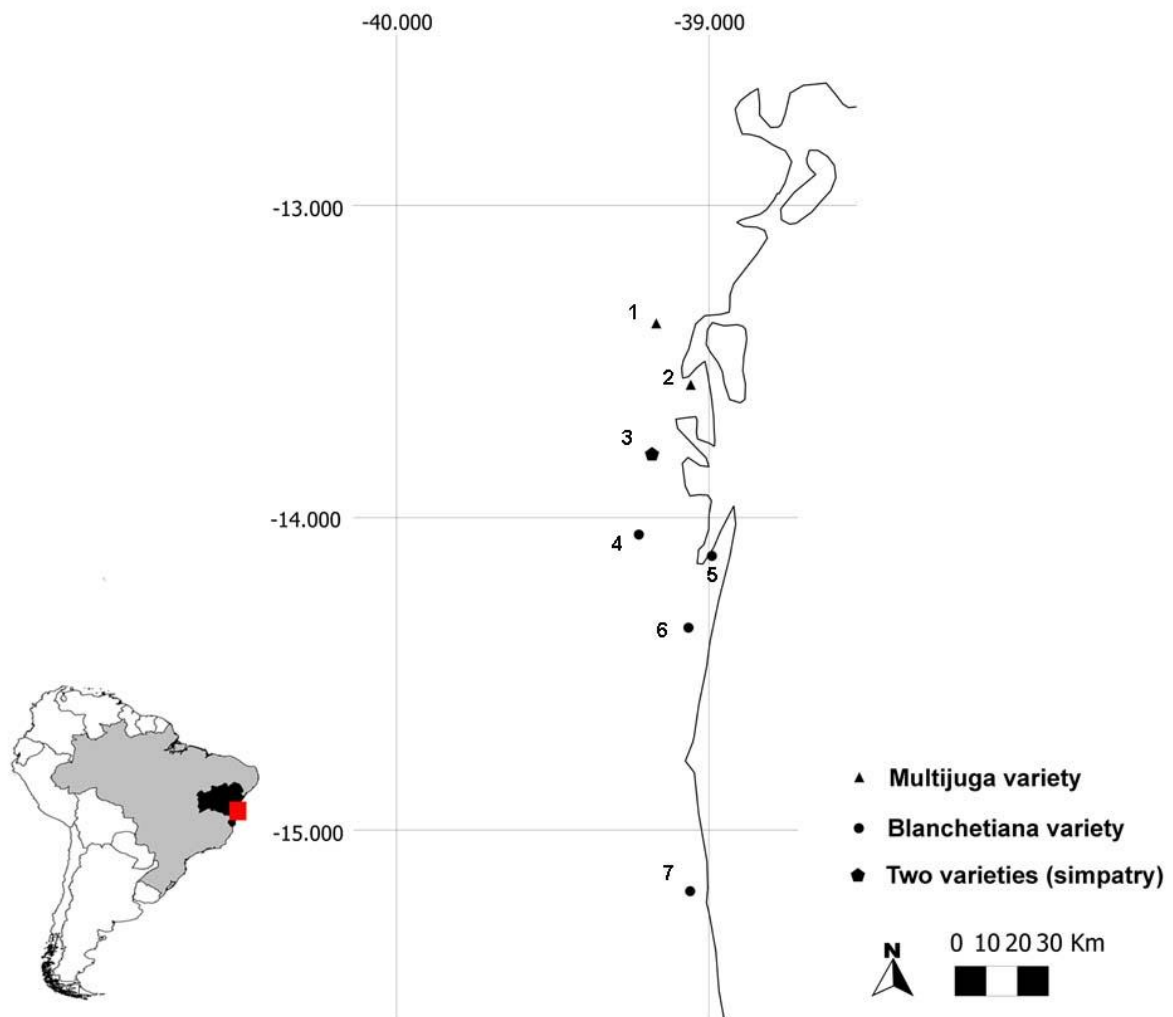 -40.000 -39.000
-13.000
1
2
3
-14.000
4
5
6
Multijuga variety
Blanchetiana variety
-15.000
7
Two varieties (simpatry)
N
0 10 20 30 Km